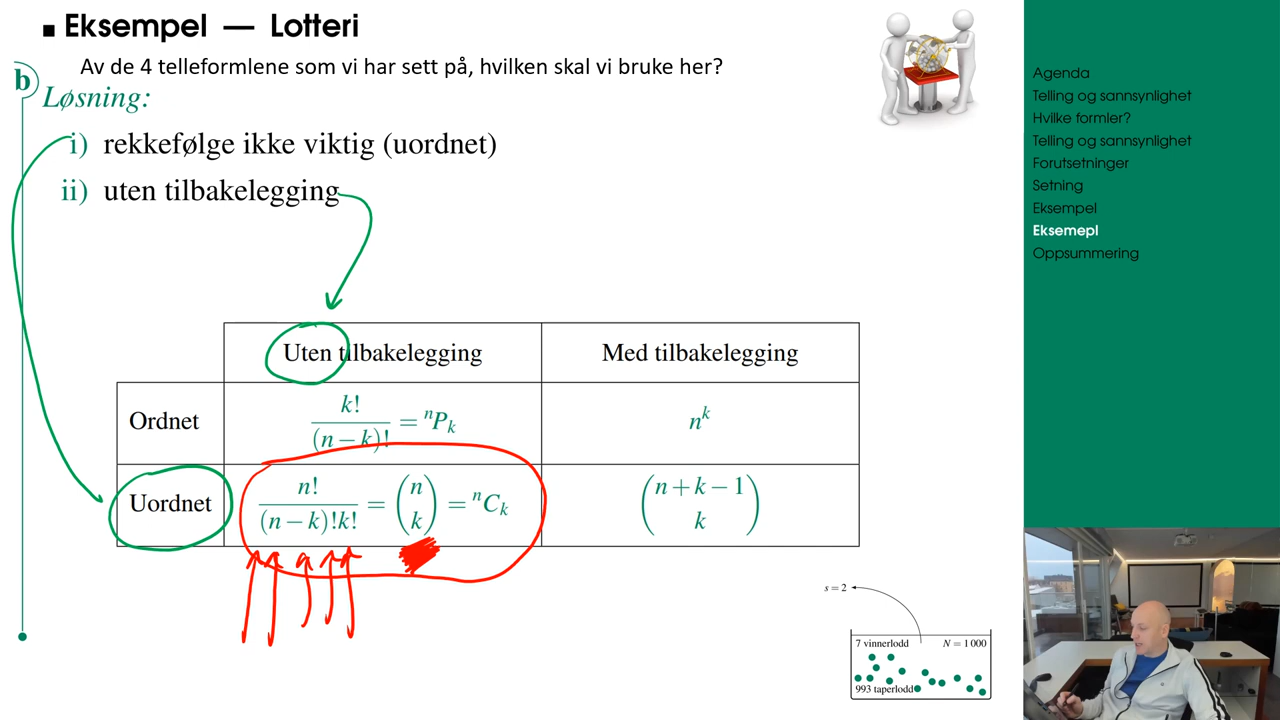 Eksempel — Lotteri
Av de 4 telleformlene som vi har sett på, hvilken skal vi bruke her?
b
Løsning:
i) rekkefølge ikke viktig (uordnet)
ii) uten tilbakelegging
Uten tilbakelegging
Med tilbakelegging
Ordnet
k!/(n − k)! = ⁿPₖ
nᵏ
Uordnet
n!/((n − k)!k!) = (n k) = ⁿCₖ
(n + k − 1 k)
s = 2
7 vinnerlodd
N = 1 000
993 taperlodd
Agenda
Telling og sannsynlighet
Hvilke formler?
Telling og sannsynlighet
Forutsetninger
Setning
Eksempel
Eksemepl
Oppsummering